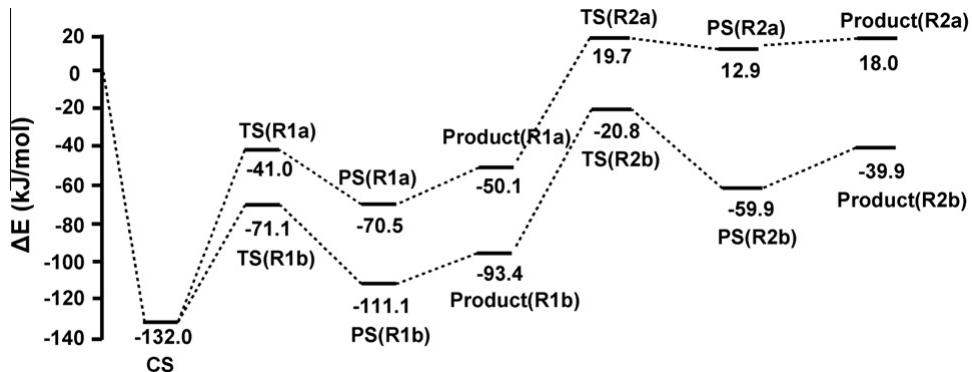 20
0
-20
-40
-60
-80
-100
-120
-140
ΔE (kJ/mol)
-132.0
CS
TS(R1a)
-41.0
-71.1
TS(R1b)
PS(R1a)
-70.5
-111.1
PS(R1b)
Product(R1a)
-50.1
-93.4
Product(R1b)
TS(R2a)
19.7
-20.8
TS(R2b)
PS(R2a)
12.9
-59.9
PS(R2b)
Product(R2a)
18.0
-39.9
Product(R2b)